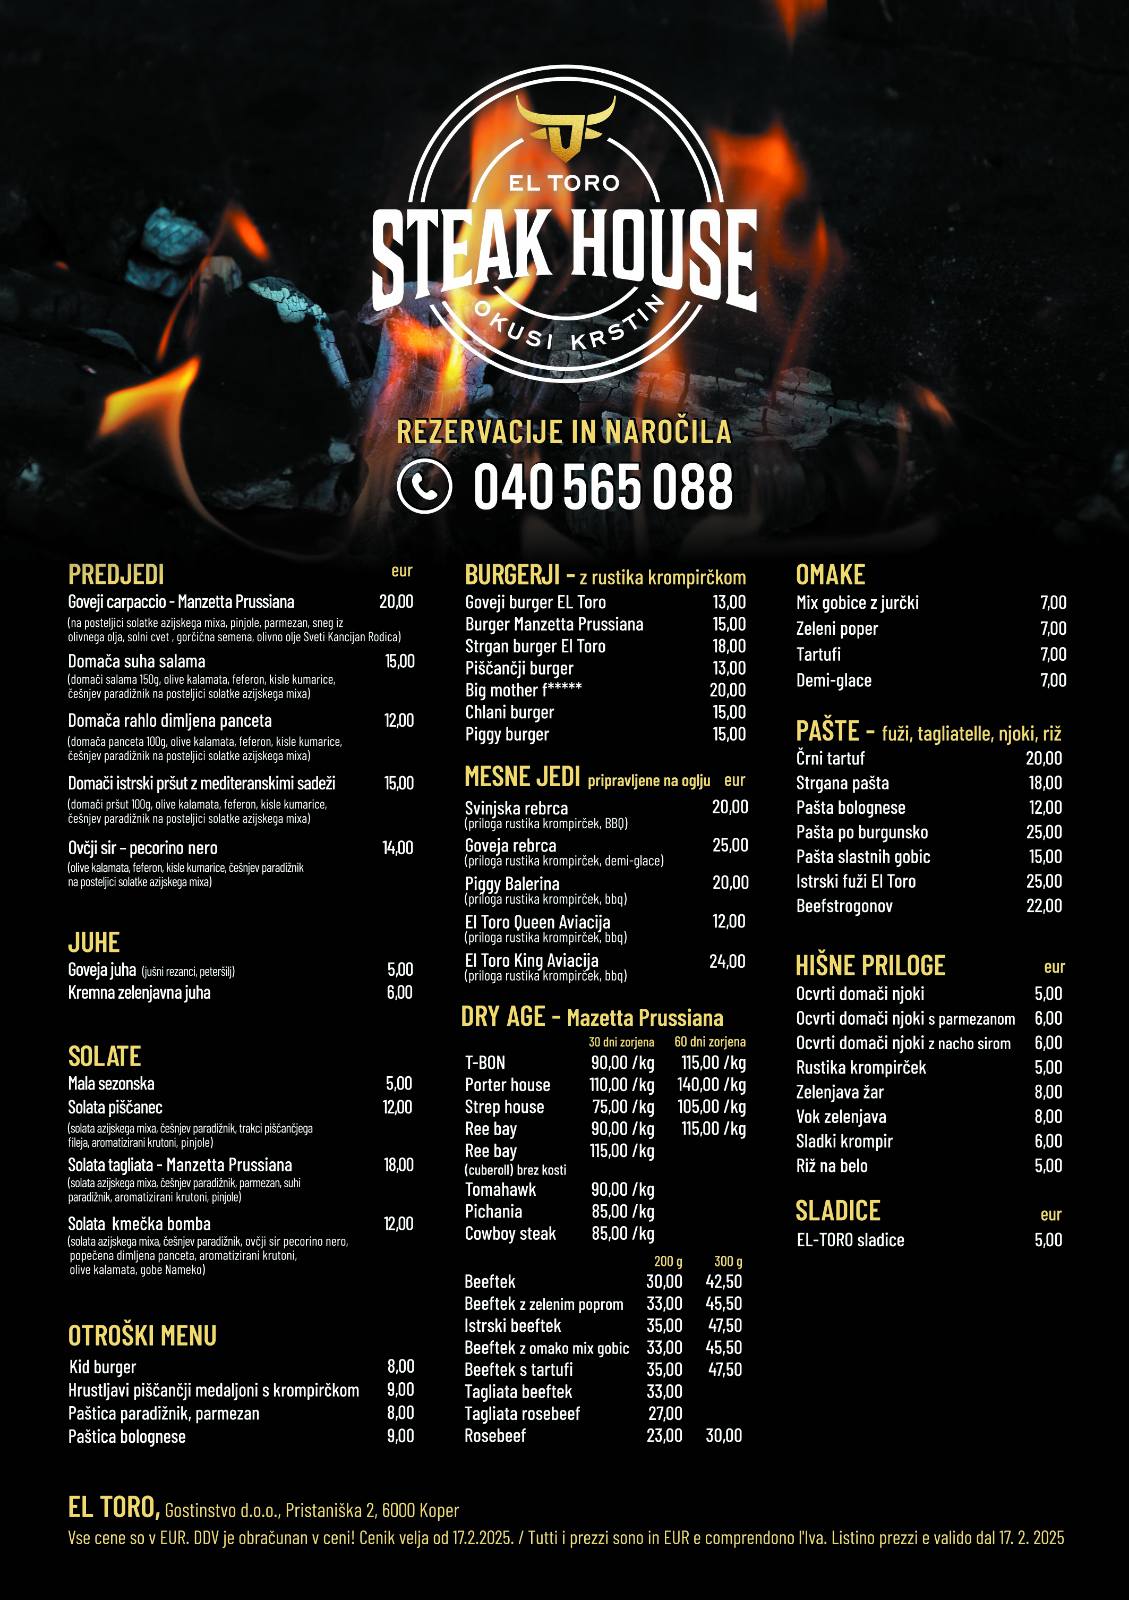 EL TORO
STEAK HOUSE
OKUSI KRSTIN
REZERVACIJE IN NAROČILA
040 565 088
PREDJEDI eur
Goveji carpaccio - Manzetta Prussiana 20,00
(na posteljici solatke azijskega mixa, pinjole, parmezan, sneg iz
olivnega olja, solni cvet , gorčična semena, olivno olje Sveti Kancijan Rodica)
Domača suha salama 15,00
(domači salama 150g, olive kalamata, feferon, kisle kumarice,
češnjev paradižnik na posteljici solatke azijskega mixa)
Domača rahlo dimljena panceta 12,00
(domača panceta 100g, olive kalamata, feferon, kisle kumarice,
češnjev paradižnik na posteljici solatke azijskega mixa)
Domači istrski pršut z mediteranskimi sadeži 15,00
(domači pršut 100g, olive kalamata, feferon, kisle kumarice,
češnjev paradižnik na posteljici solatke azijskega mixa)
Ovčji sir – pecorino nero 14,00
(olive kalamata, feferon, kisle kumarice, češnjev paradižnik
na posteljici solatke azijskega mixa)
JUHE
Goveja juha (jušni rezanci, peteršilj) 5,00
Kremna zelenjavna juha 6,00
SOLATE
Mala sezonska 5,00
Solata piščanec 12,00
(solata azijskega mixa, češnjev paradižnik, trakci piščančjega
fileja, aromatizirani krutoni, pinjole)
Solata tagliata - Manzetta Prussiana 18,00
(solata azijskega mixa, češnjev paradižnik, parmezan, suhi
paradižnik, aromatizirani krutoni, pinjole)
Solata kmečka bomba 12,00
(solata azijskega mixa, češnjev paradižnik, ovčji sir pecorino nero,
popečena dimljena panceta, aromatizirani krutoni,
olive kalamata, gobe Nameko)
OTROŠKI MENU
Kid burger 8,00
Hrustljavi piščančji medaljoni s krompirčkom 9,00
Paštica paradižnik, parmezan 8,00
Paštica bolognese 9,00
BURGERJI - z rustika krompirčkom
Goveji burger EL Toro 13,00
Burger Manzetta Prussiana 15,00
Strgan burger El Toro 18,00
Piščančji burger 13,00
Big mother f***** 20,00
Chlani burger 15,00
Piggy burger 15,00
MESNE JEDI pripravljene na oglju eur
Svinjska rebrca 20,00
(priloga rustika krompirček, BBQ)
Goveja rebrca 25,00
(priloga rustika krompirček, demi-glace)
Piggy Balerina 20,00
(priloga rustika krompirček, bbq)
El Toro Queen Aviacija 12,00
(priloga rustika krompirček, bbq)
El Toro King Aviacija 24,00
(priloga rustika krompirček, bbq)
DRY AGE - Mazetta Prussiana
30 dni zorjena 60 dni zorjena
T-BON 90,00 /kg 115,00 /kg
Porter house 110,00 /kg 140,00 /kg
Strep house 75,00 /kg 105,00 /kg
Ree bay 90,00 /kg 115,00 /kg
Ree bay 115,00 /kg
(cuberoll) brez kosti
Tomahawk 90,00 /kg
Pichania 85,00 /kg
Cowboy steak 85,00 /kg
200 g 300 g
Beeftek 30,00 42,50
Beeftek z zelenim poprom 33,00 45,50
Istrski beeftek 35,00 47,50
Beeftek z omako mix gobic 33,00 45,50
Beeftek s tartufi 35,00 47,50
Tagliata beeftek 33,00
Tagliata rosebeef 27,00
Rosebeef 23,00 30,00
OMAKE
Mix gobice z jurčki 7,00
Zeleni poper 7,00
Tartufi 7,00
Demi-glace 7,00
PAŠTE - fuži, tagliatelle, njoki, riž
Črni tartuf 20,00
Strgana pašta 18,00
Pašta bolognese 12,00
Pašta po burgunsko 25,00
Pašta slastnih gobic 15,00
Istrski fuži El Toro 25,00
Beefstrogonov 22,00
HIŠNE PRILOGE eur
Ocvrti domači njoki 5,00
Ocvrti domači njoki s parmezanom 6,00
Ocvrti domači njoki z nacho sirom 6,00
Rustika krompirček 5,00
Zelenjava žar 8,00
Vok zelenjava 8,00
Sladki krompir 6,00
Riž na belo 5,00
SLADICE eur
EL-TORO sladice 5,00
EL TORO, Gostinstvo d.o.o., Pristaniška 2, 6000 Koper
Vse cene so v EUR. DDV je obračunan v ceni! Cenik velja od 17.2.2025. / Tutti i prezzi sono in EUR e comprendono l'Iva. Listino prezzi e valido dal 17. 2. 2025